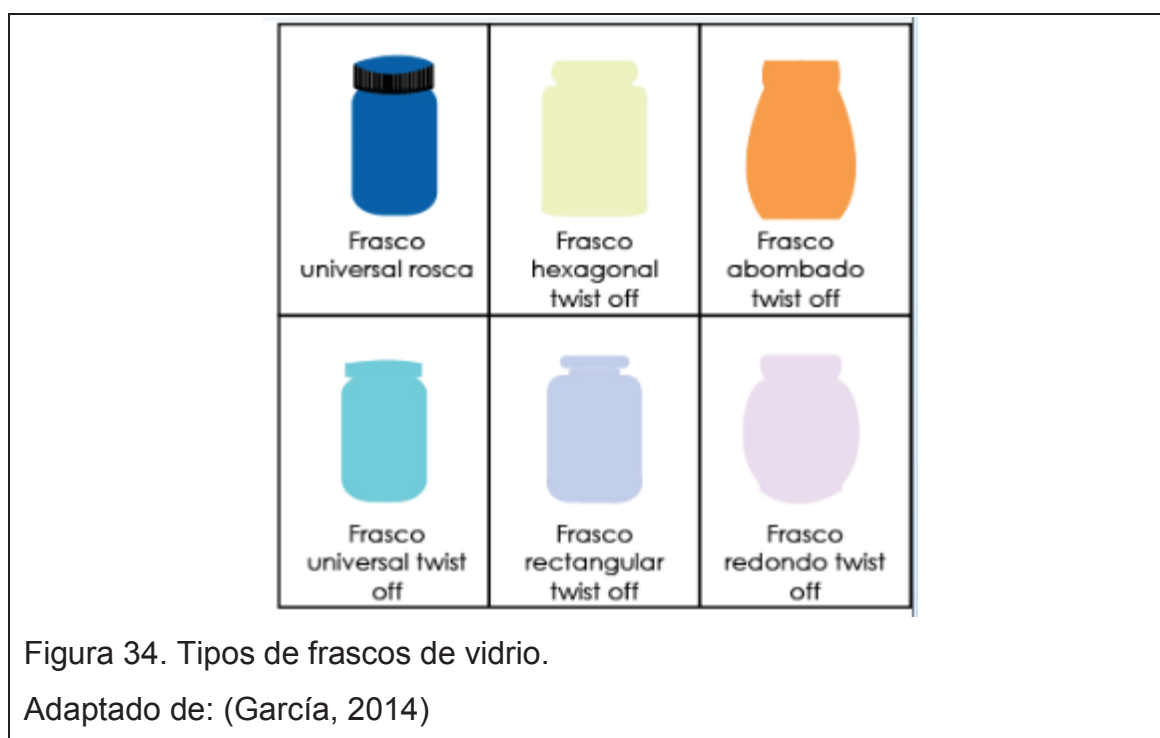 Frasco
universal rosca
Frasco
hexagonal
twist off
Frasco
abombado
twist off
Frasco
universal twist
off
Frasco
rectangular
twist off
Frasco
redondo twist
off
Figura 34. Tipos de frascos de vidrio.
Adaptado de: (García, 2014)